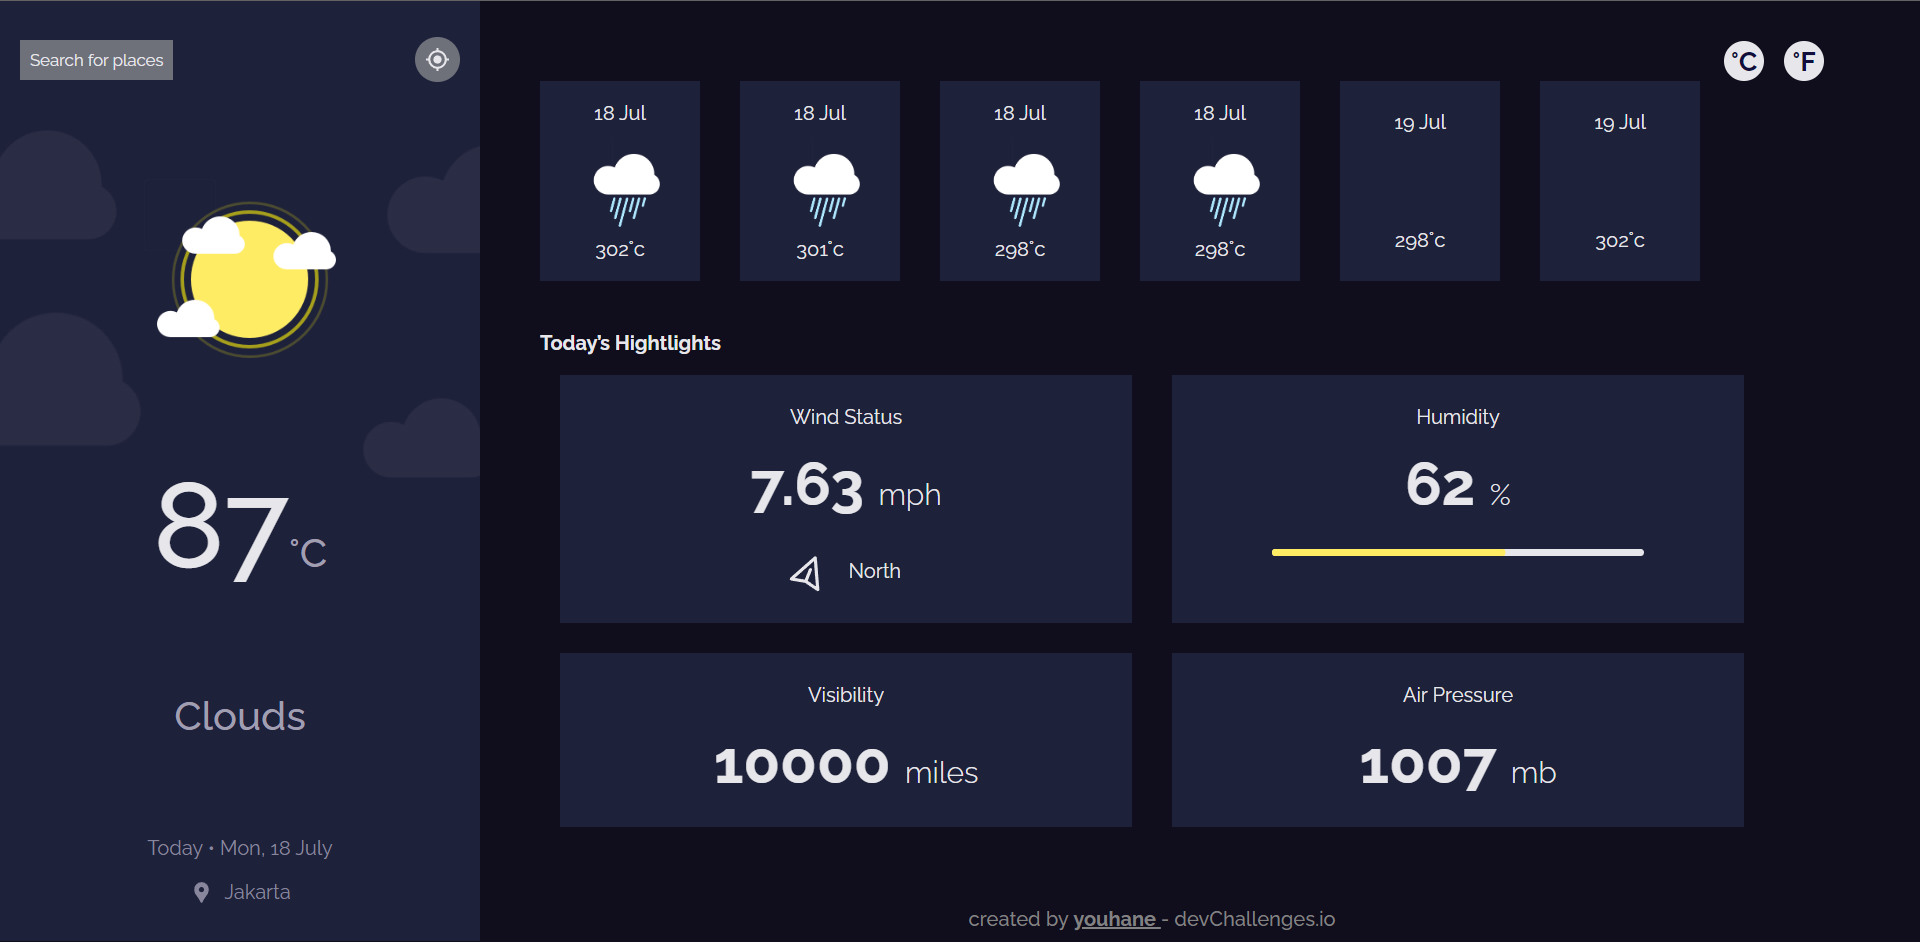 Search for places
87°C
Clouds
Today • Mon, 18 July
Jakarta
°C °F
18 Jul
302°c
18 Jul
301°c
18 Jul
298°c
18 Jul
298°c
19 Jul
298°c
19 Jul
302°c
Today's Hightlights
Wind Status
7.63 mph
North
Humidity
62 %
Visibility
10000 miles
Air Pressure
1007 mb
created by youhane - devChallenges.io